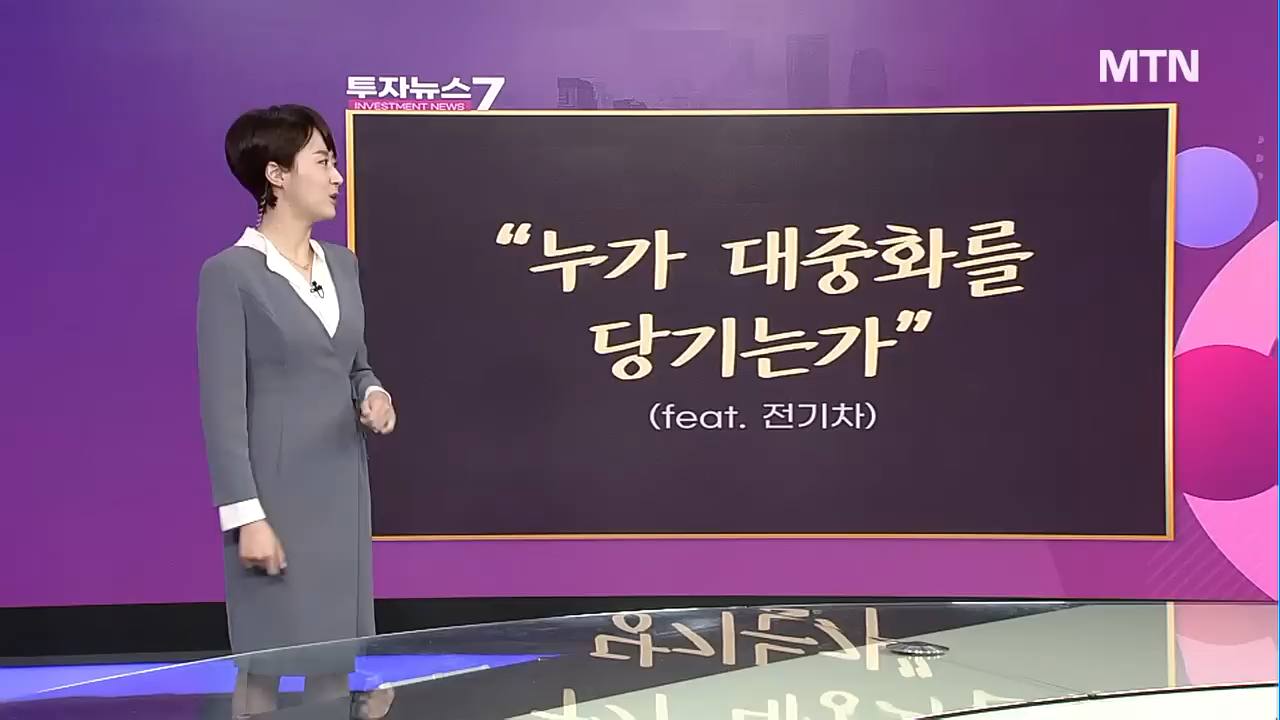 MTN
투자뉴스 7
INVESTMENT NEWS
“누가 대중화를
당기는가”
(feat. 전기차)